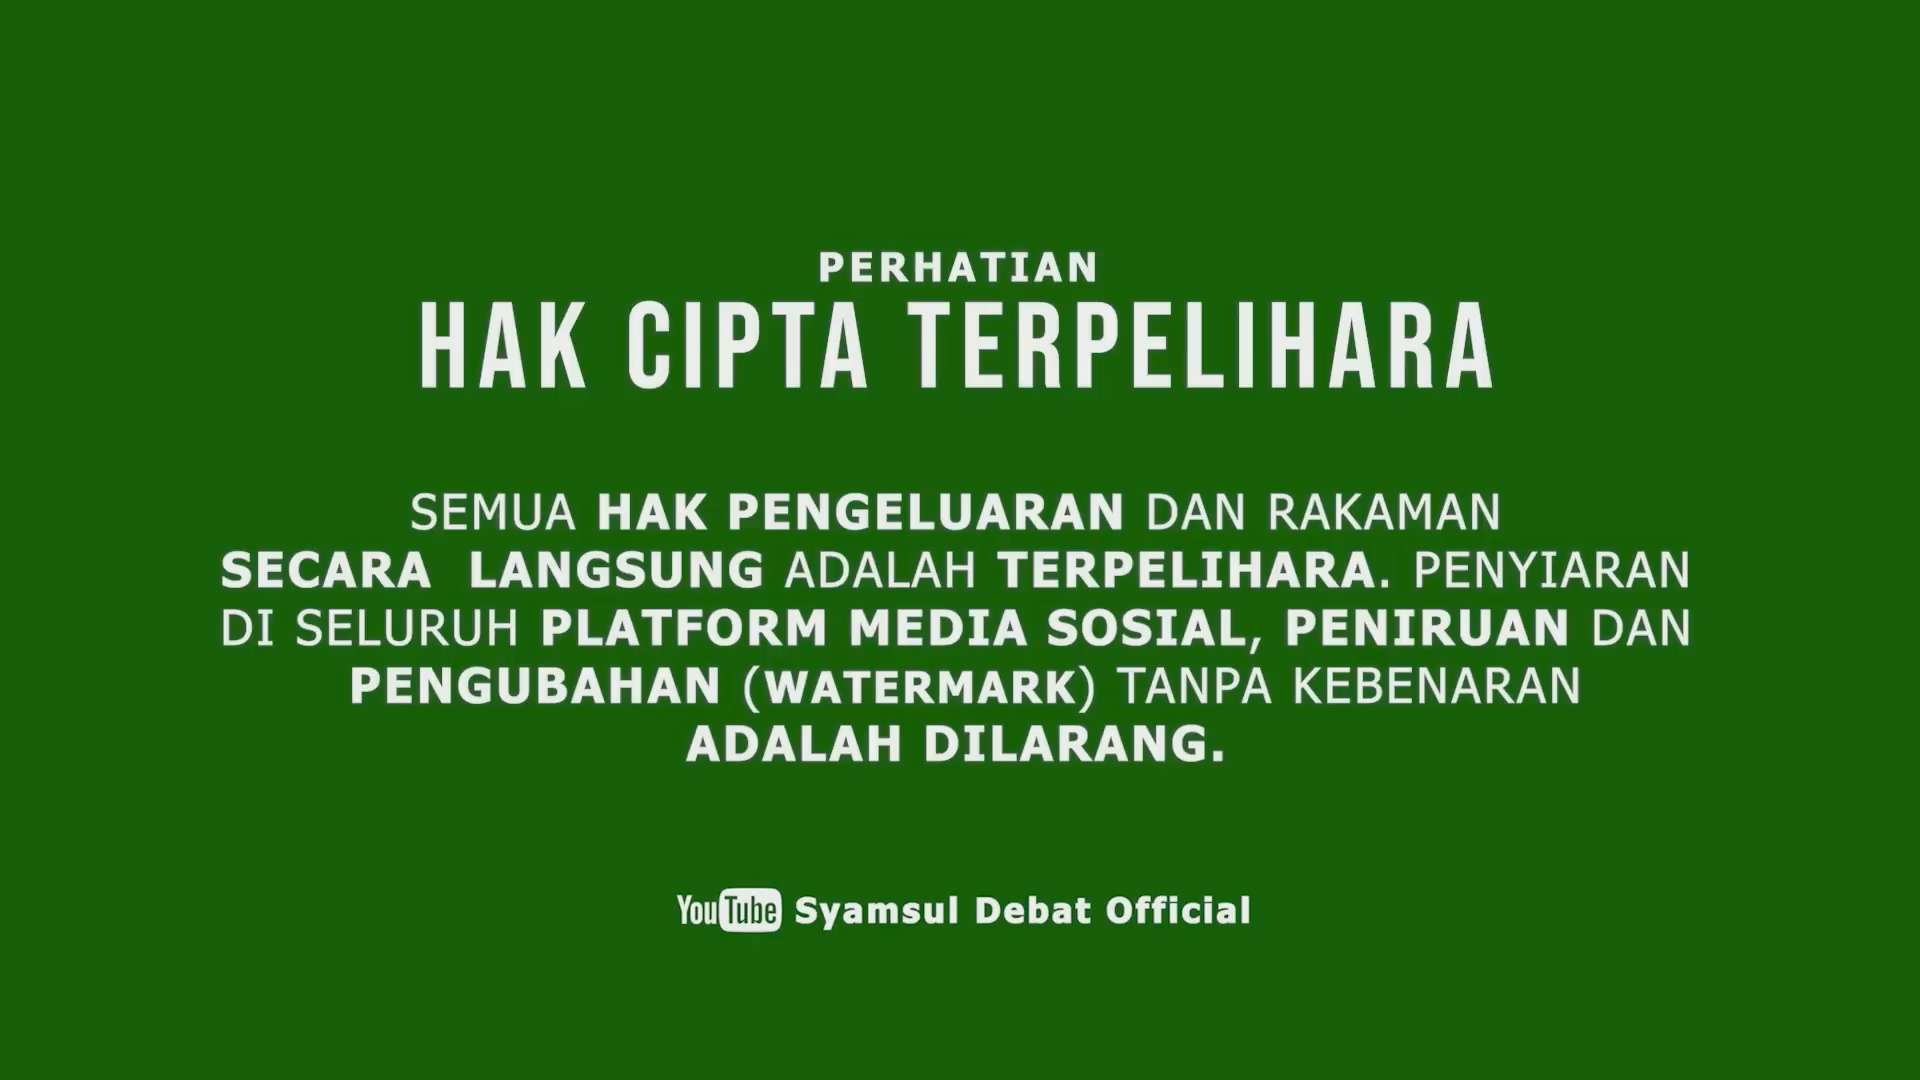 PERHATIAN
HAK CIPTA TERPELIHARA
SEMUA HAK PENGELUARAN DAN RAKAMAN
SECARA LANGSUNG ADALAH TERPELIHARA. PENYIARAN
DI SELURUH PLATFORM MEDIA SOSIAL, PENIRUAN DAN
PENGUBAHAN (WATERMARK) TANPA KEBENARAN
ADALAH DILARANG.
YouTube Syamsul Debat Official